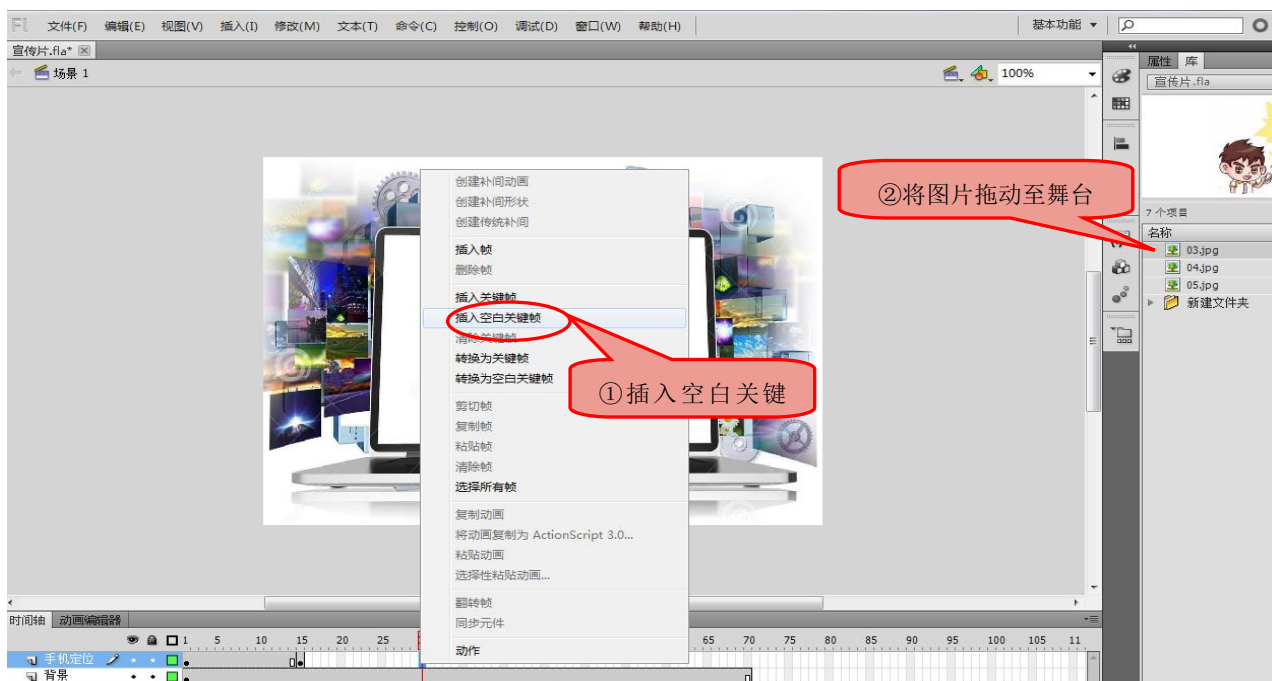 Fl 文件(F) 编辑(E) 视图(V) 插入(I) 修改(M) 文本(T) 命令(C) 控制(O) 调试(D) 窗口(W) 帮助(H) 基本功能
宣传片.fla*
场景 1
100%
属性 库
宣传片.fla
7 个项目
名称
03.jpg
04.jpg
05.jpg
新建文件夹
②将图片拖动至舞台
创建补间动画
创建补间形状
创建传统补间
插入帧
删除帧
插入关键帧
插入空白关键帧
清除关键帧
转换为关键帧
转换为空白关键帧
剪切帧
复制帧
粘贴帧
清除帧
选择所有帧
复制动画
将动画复制为 ActionScript 3.0...
粘贴动画
选择性粘贴动画...
翻转帧
同步元件
动作
①插入空白关键
时间轴 动画编辑器
1 5 10 15 20 25 65 70 75 80 85 90 95 100 105 11
手机定位
背景